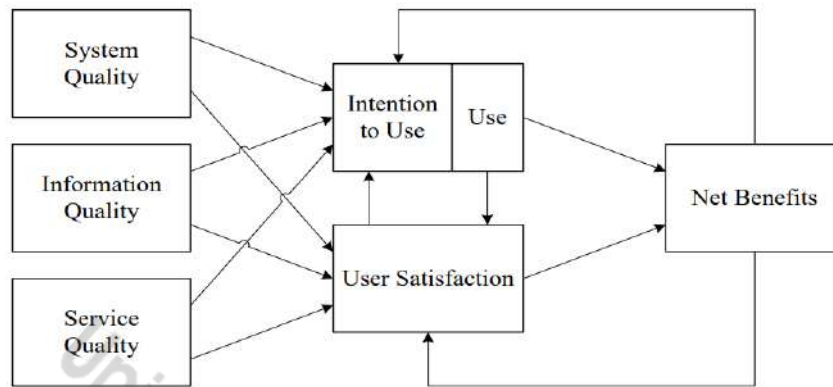 System
Quality
Intention
to Use
Use
Information
Quality
Net Benefits
User Satisfaction
Service
Quality